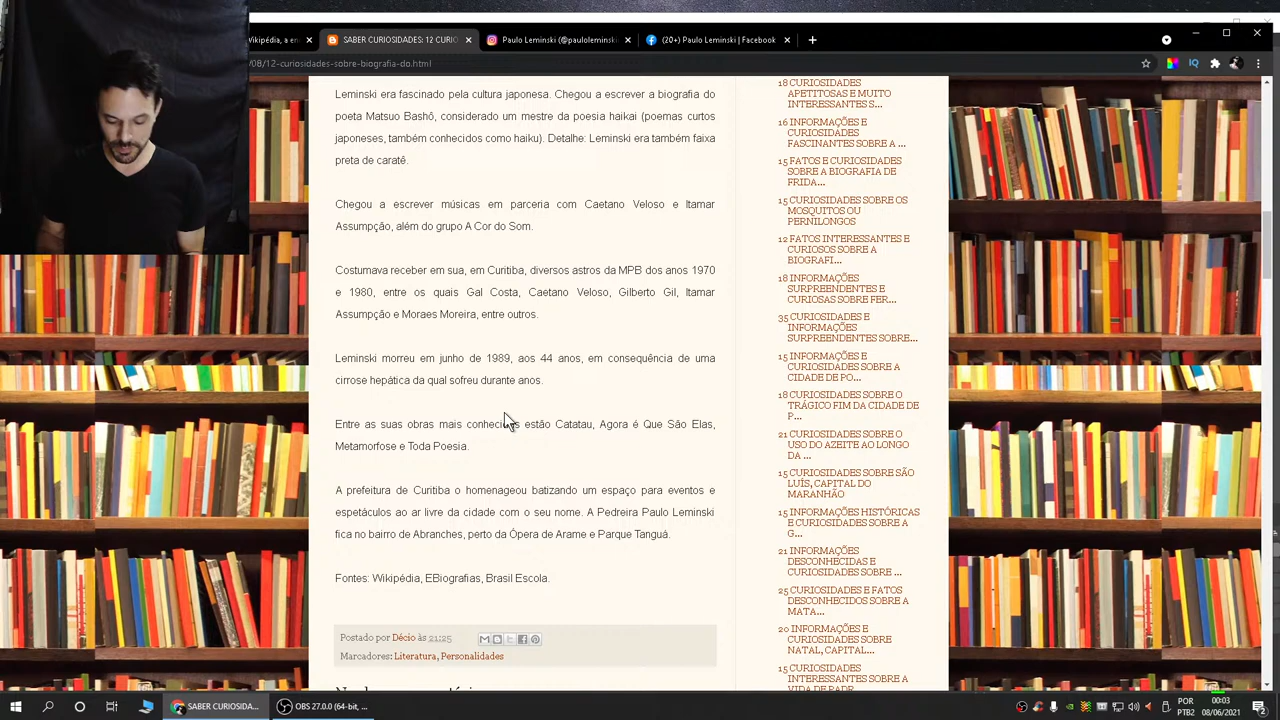 Wikipédia, a en
SABER CURIOSIDADES: 12 CURIO
Paulo Leminski (@pauloleminsk
(20+) Paulo Leminski | Facebook
/08/12-curiosidades-sobre-biografia-do.html
Leminski era fascinado pela cultura japonesa. Chegou a escrever a biografia do
poeta Matsuo Bashô, considerado um mestre da poesia haikai (poemas curtos
japoneses, também conhecidos como haiku). Detalhe: Leminski era também faixa
preta de caratê.
Chegou a escrever músicas em parceria com Caetano Veloso e Itamar
Assumpção, além do grupo A Cor do Som.
Costumava receber em sua, em Curitiba, diversos astros da MPB dos anos 1970
e 1980, entre os quais Gal Costa, Caetano Veloso, Gilberto Gil, Itamar
Assumpção e Moraes Moreira, entre outros.
Leminski morreu em junho de 1989, aos 44 anos, em consequência de uma
cirrose hepática da qual sofreu durante anos.
Entre as suas obras mais conhecidas estão Catatau, Agora é Que São Elas,
Metamorfose e Toda Poesia.
A prefeitura de Curitiba o homenageou batizando um espaço para eventos e
espetáculos ao ar livre da cidade com o seu nome. A Pedreira Paulo Leminski
fica no bairro de Abranches, perto da Ópera de Arame e Parque Tanguá.
Fontes: Wikipédia, EBiografias, Brasil Escola.
Postado por Décio às 21:25
Marcadores: Literatura, Personalidades
18 CURIOSIDADES
APETITOSAS E MUITO
INTERESSANTES S...
16 INFORMAÇÕES E
CURIOSIDADES
FASCINANTES SOBRE A ...
15 FATOS E CURIOSIDADES
SOBRE A BIOGRAFIA DE
FRIDA...
15 CURIOSIDADES SOBRE OS
MOSQUITOS OU
PERNILONGOS
12 FATOS INTERESSANTES E
CURIOSOS SOBRE A
BIOGRAFI...
18 INFORMAÇÕES
SURPREENDENTES E
CURIOSAS SOBRE FER...
35 CURIOSIDADES E
INFORMAÇÕES
SURPREENDENTES SOBRE...
15 INFORMAÇÕES E
CURIOSIDADES SOBRE A
CIDADE DE PO...
18 CURIOSIDADES SOBRE O
TRÁGICO FIM DA CIDADE DE
P...
21 CURIOSIDADES SOBRE O
USO DO AZEITE AO LONGO
DA ...
15 CURIOSIDADES SOBRE SÃO
LUÍS, CAPITAL DO
MARANHÃO
15 INFORMAÇÕES HISTÓRICAS
E CURIOSIDADES SOBRE A
G...
21 INFORMAÇÕES
DESCONHECIDAS E
CURIOSIDADES SOBRE ...
25 CURIOSIDADES E FATOS
DESCONHECIDOS SOBRE A
MATA...
20 INFORMAÇÕES E
CURIOSIDADES SOBRE
NATAL, CAPITAL...
15 CURIOSIDADES
INTERESSANTES SOBRE A
VIDA DE PADR
SABER CURIOSIDA...
OBS 27.0.0 (64-bit, ...
POR
PTB2
00:03
08/06/2021